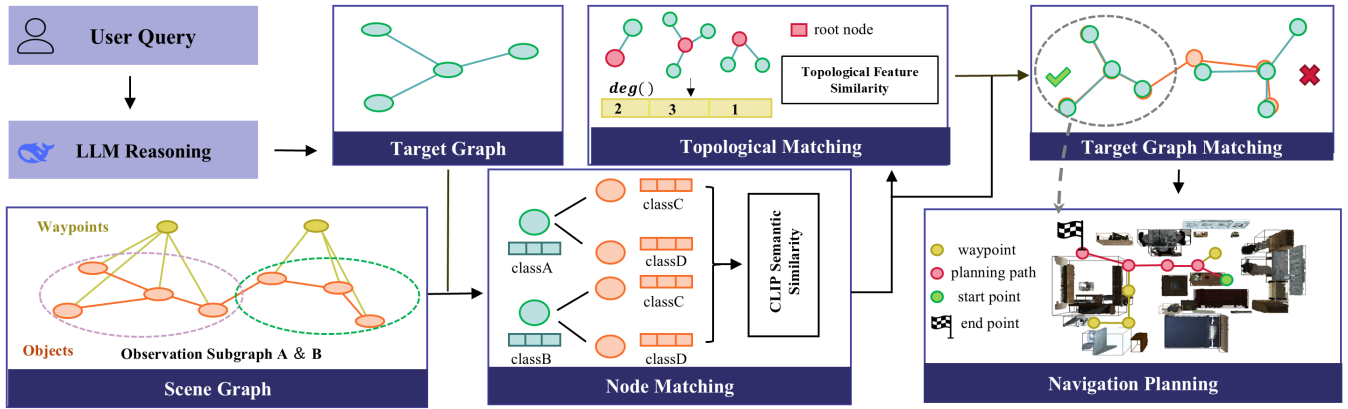 User Query
LLM Reasoning
Target Graph
root node
deg()
2 3 1
Topological Feature
Similarity
Topological Matching
Target Graph Matching
Waypoints
Objects
Observation Subgraph A & B
Scene Graph
classA
classB
classC
classD
classC
classD
CLIP Semantic
Similarity
Node Matching
waypoint
planning path
start point
end point
Navigation Planning